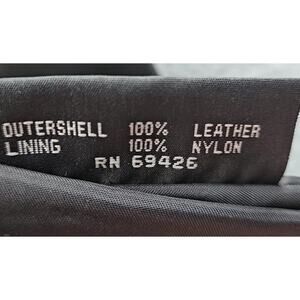 OUTERSHELL 100% LEATHER
LINING 100% NYLON
RN 69426